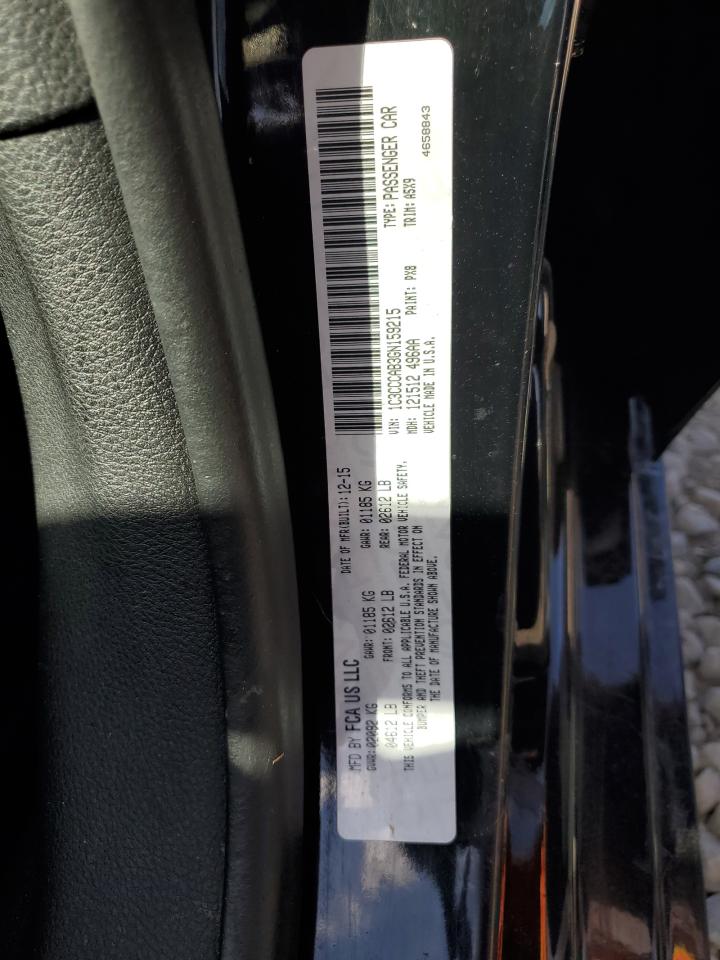 MFD BY FCA US LLC
DATE OF MFR(BUILT): 12-15
GVWR: 02092 KG
GAWR: 01185 KG
GAWR: 01185 KG
04612 LB
FRONT: 02612 LB
REAR: 02612 LB
THIS VEHICLE CONFORMS TO ALL APPLICABLE U.S.A. FEDERAL MOTOR VEHICLE SAFETY,
BUMPER AND THEFT PREVENTION STANDARDS IN EFFECT ON
THE DATE OF MANUFACTURE SHOWN ABOVE.
VIN: 1C3CCCAB3GN159215
TYPE: PASSENGER CAR
MDH: 121512 496AA
PAINT: PX8
TRIM: A5X9
VEHICLE MADE IN U.S.A.
4658843